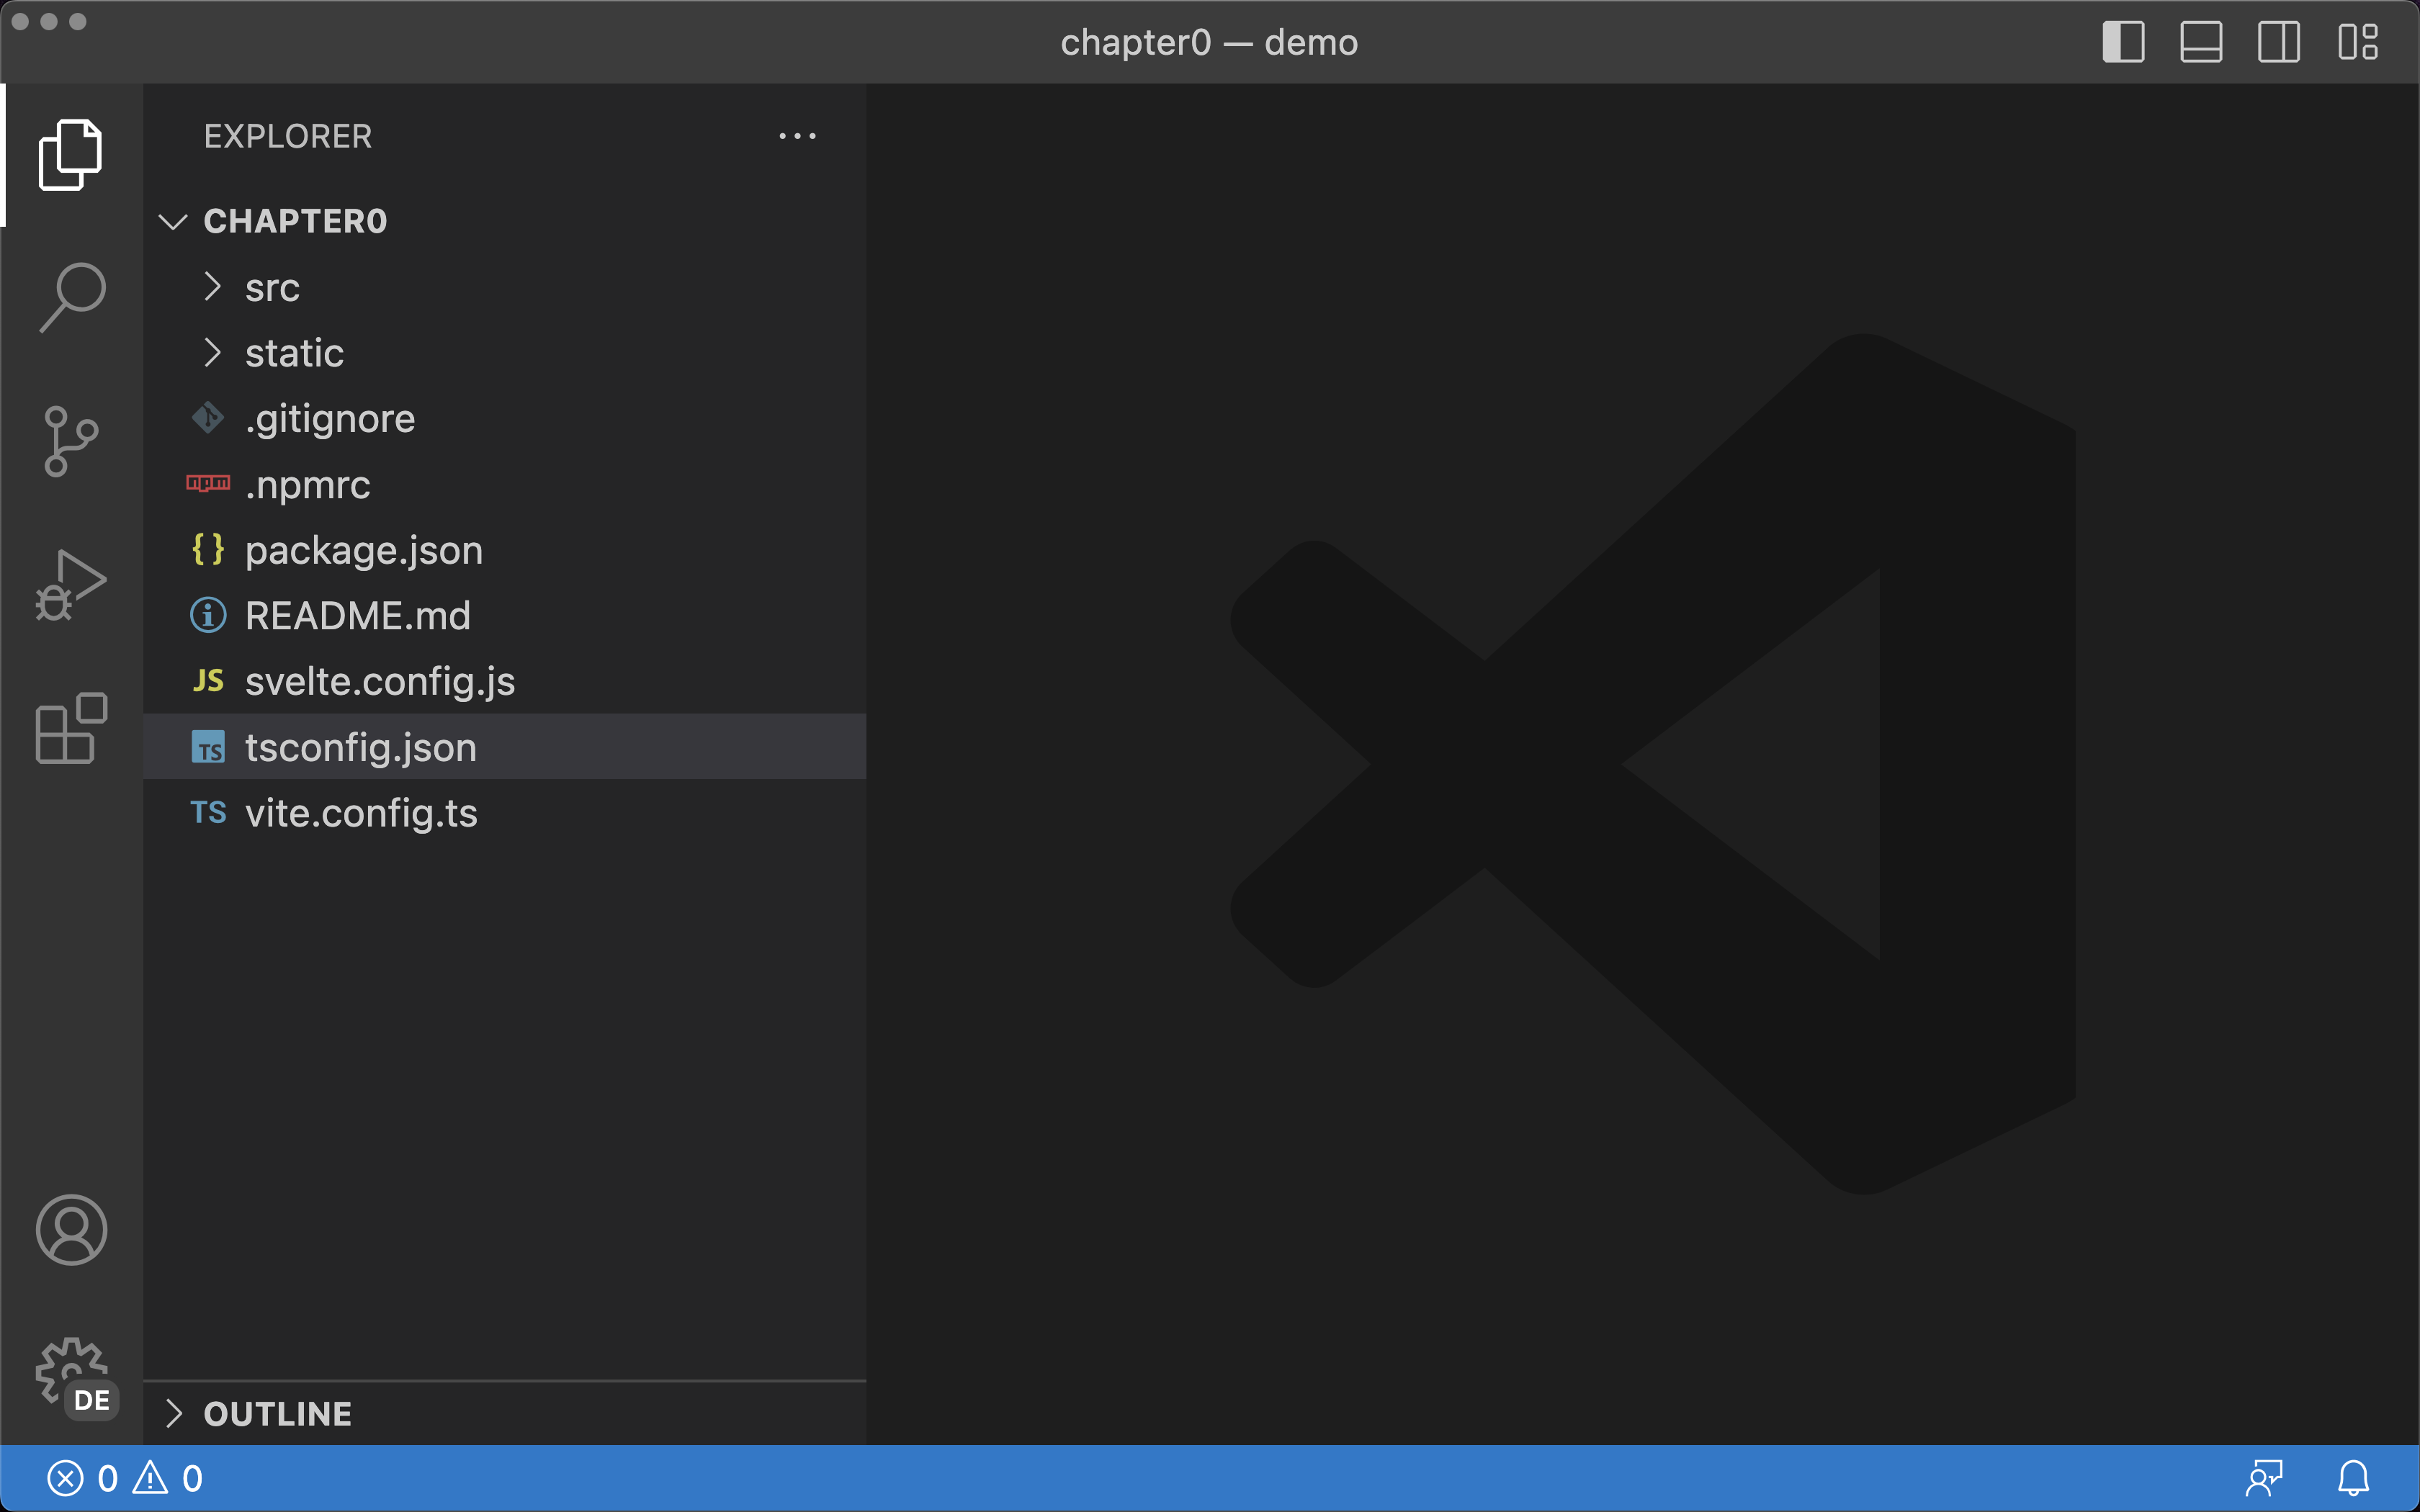 chapter0 — demo
EXPLORER
CHAPTER0
src
static
.gitignore
npm .npmrc
{} package.json
i README.md
JS svelte.config.js
TS tsconfig.json
TS vite.config.ts
DE
OUTLINE
0 0